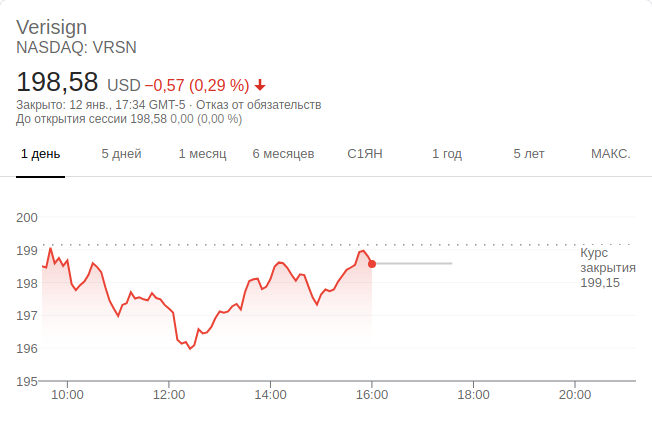 Verisign
NASDAQ: VRSN
198,58 USD −0,57 (0,29 %)
Закрыто: 12 янв., 17:34 GMT-5 · Отказ от обязательств
До открытия сессии 198,58 0,00 (0,00 %)
1 день 5 дней 1 месяц 6 месяцев С1ЯН 1 год 5 лет МАКС.
200
199
198
197
196
195
Курс
закрытия
199,15
10:00 12:00 14:00 16:00 18:00 20:00